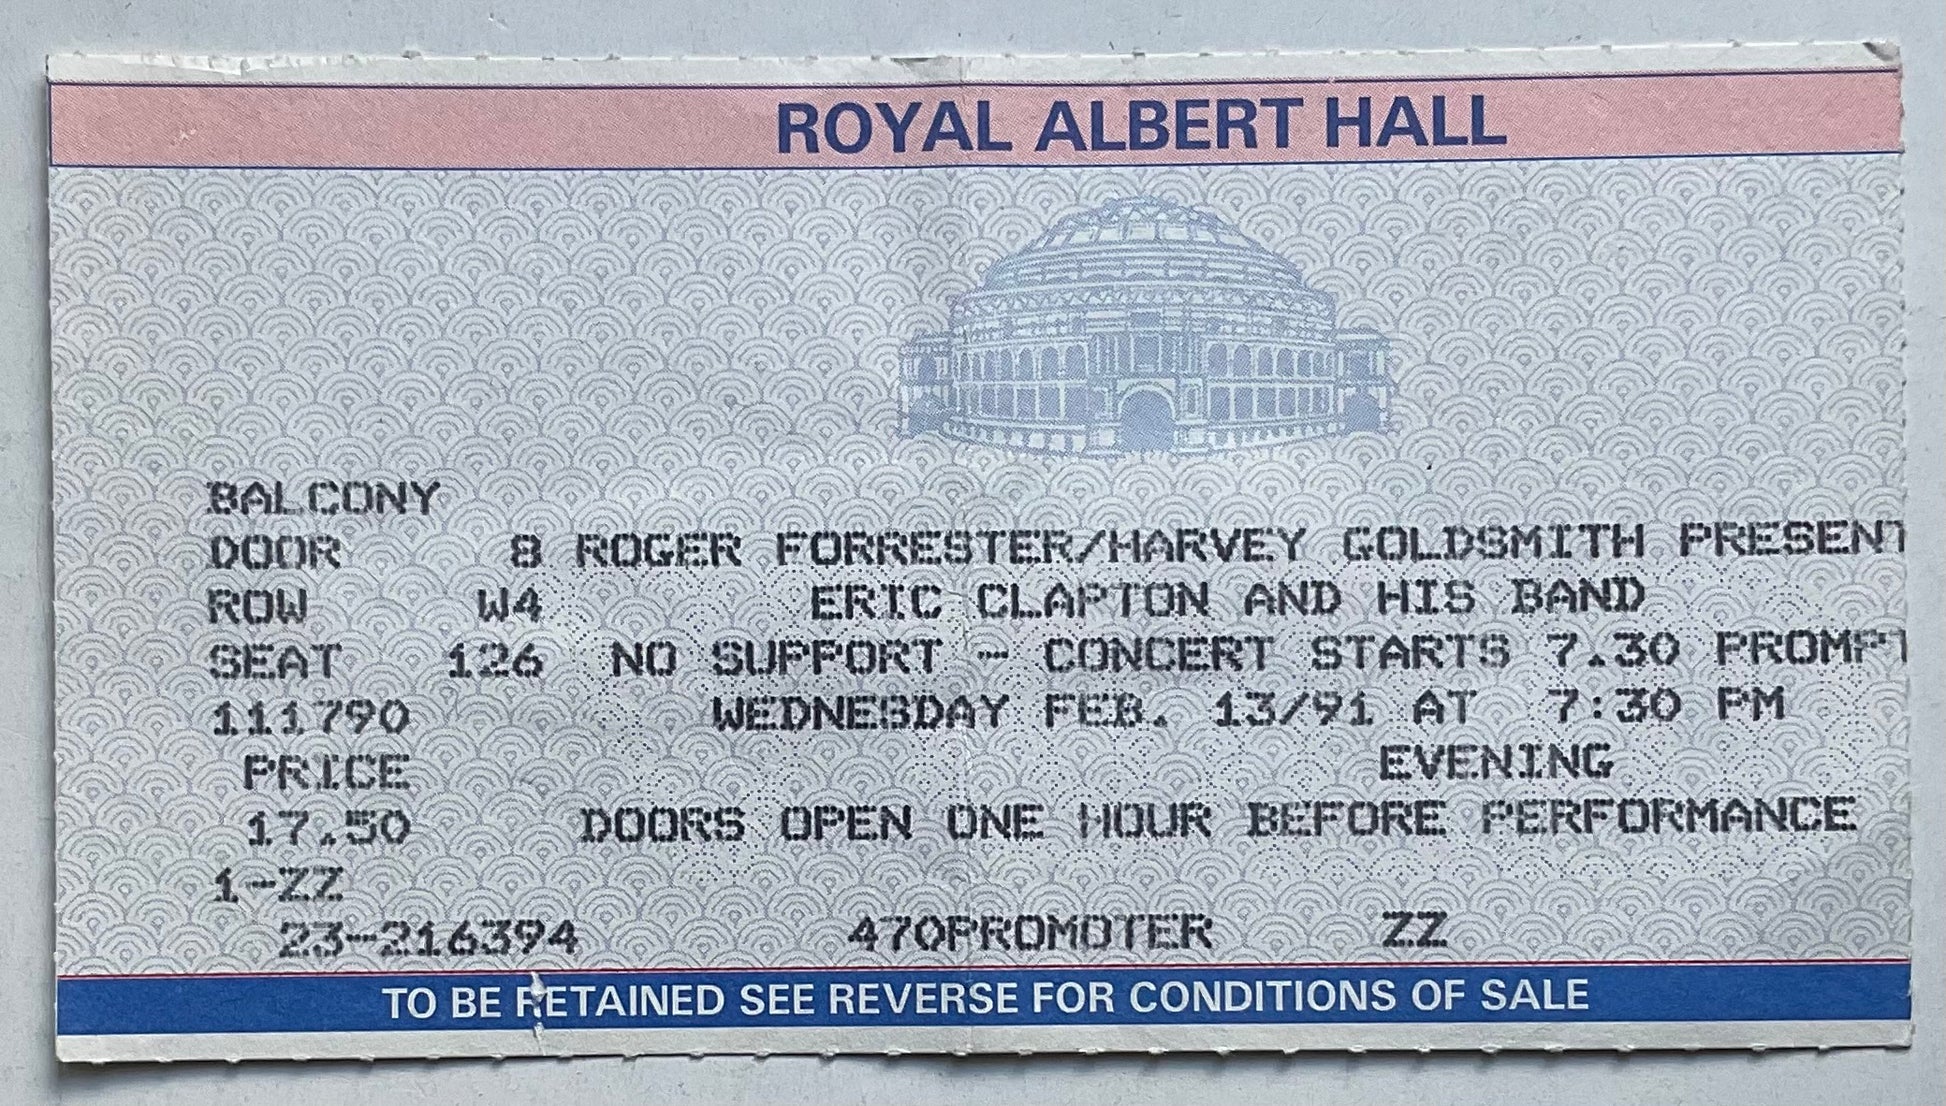 ROYAL ALBERT HALL
BALCONY
DOOR 8 ROGER FORRESTER/HARVEY GOLDSMITH PRESENT
ROW W4 ERIC CLAPTON AND HIS BAND
SEAT 126 NO SUPPORT - CONCERT STARTS 7.30 PROMPT
111790 WEDNESDAY FEB. 13/91 AT 7:30 PM
PRICE EVENING
17.50 DOORS OPEN ONE HOUR BEFORE PERFORMANCE
1-ZZ
23-216394 470PROMOTER ZZ
TO BE RETAINED SEE REVERSE FOR CONDITIONS OF SALE